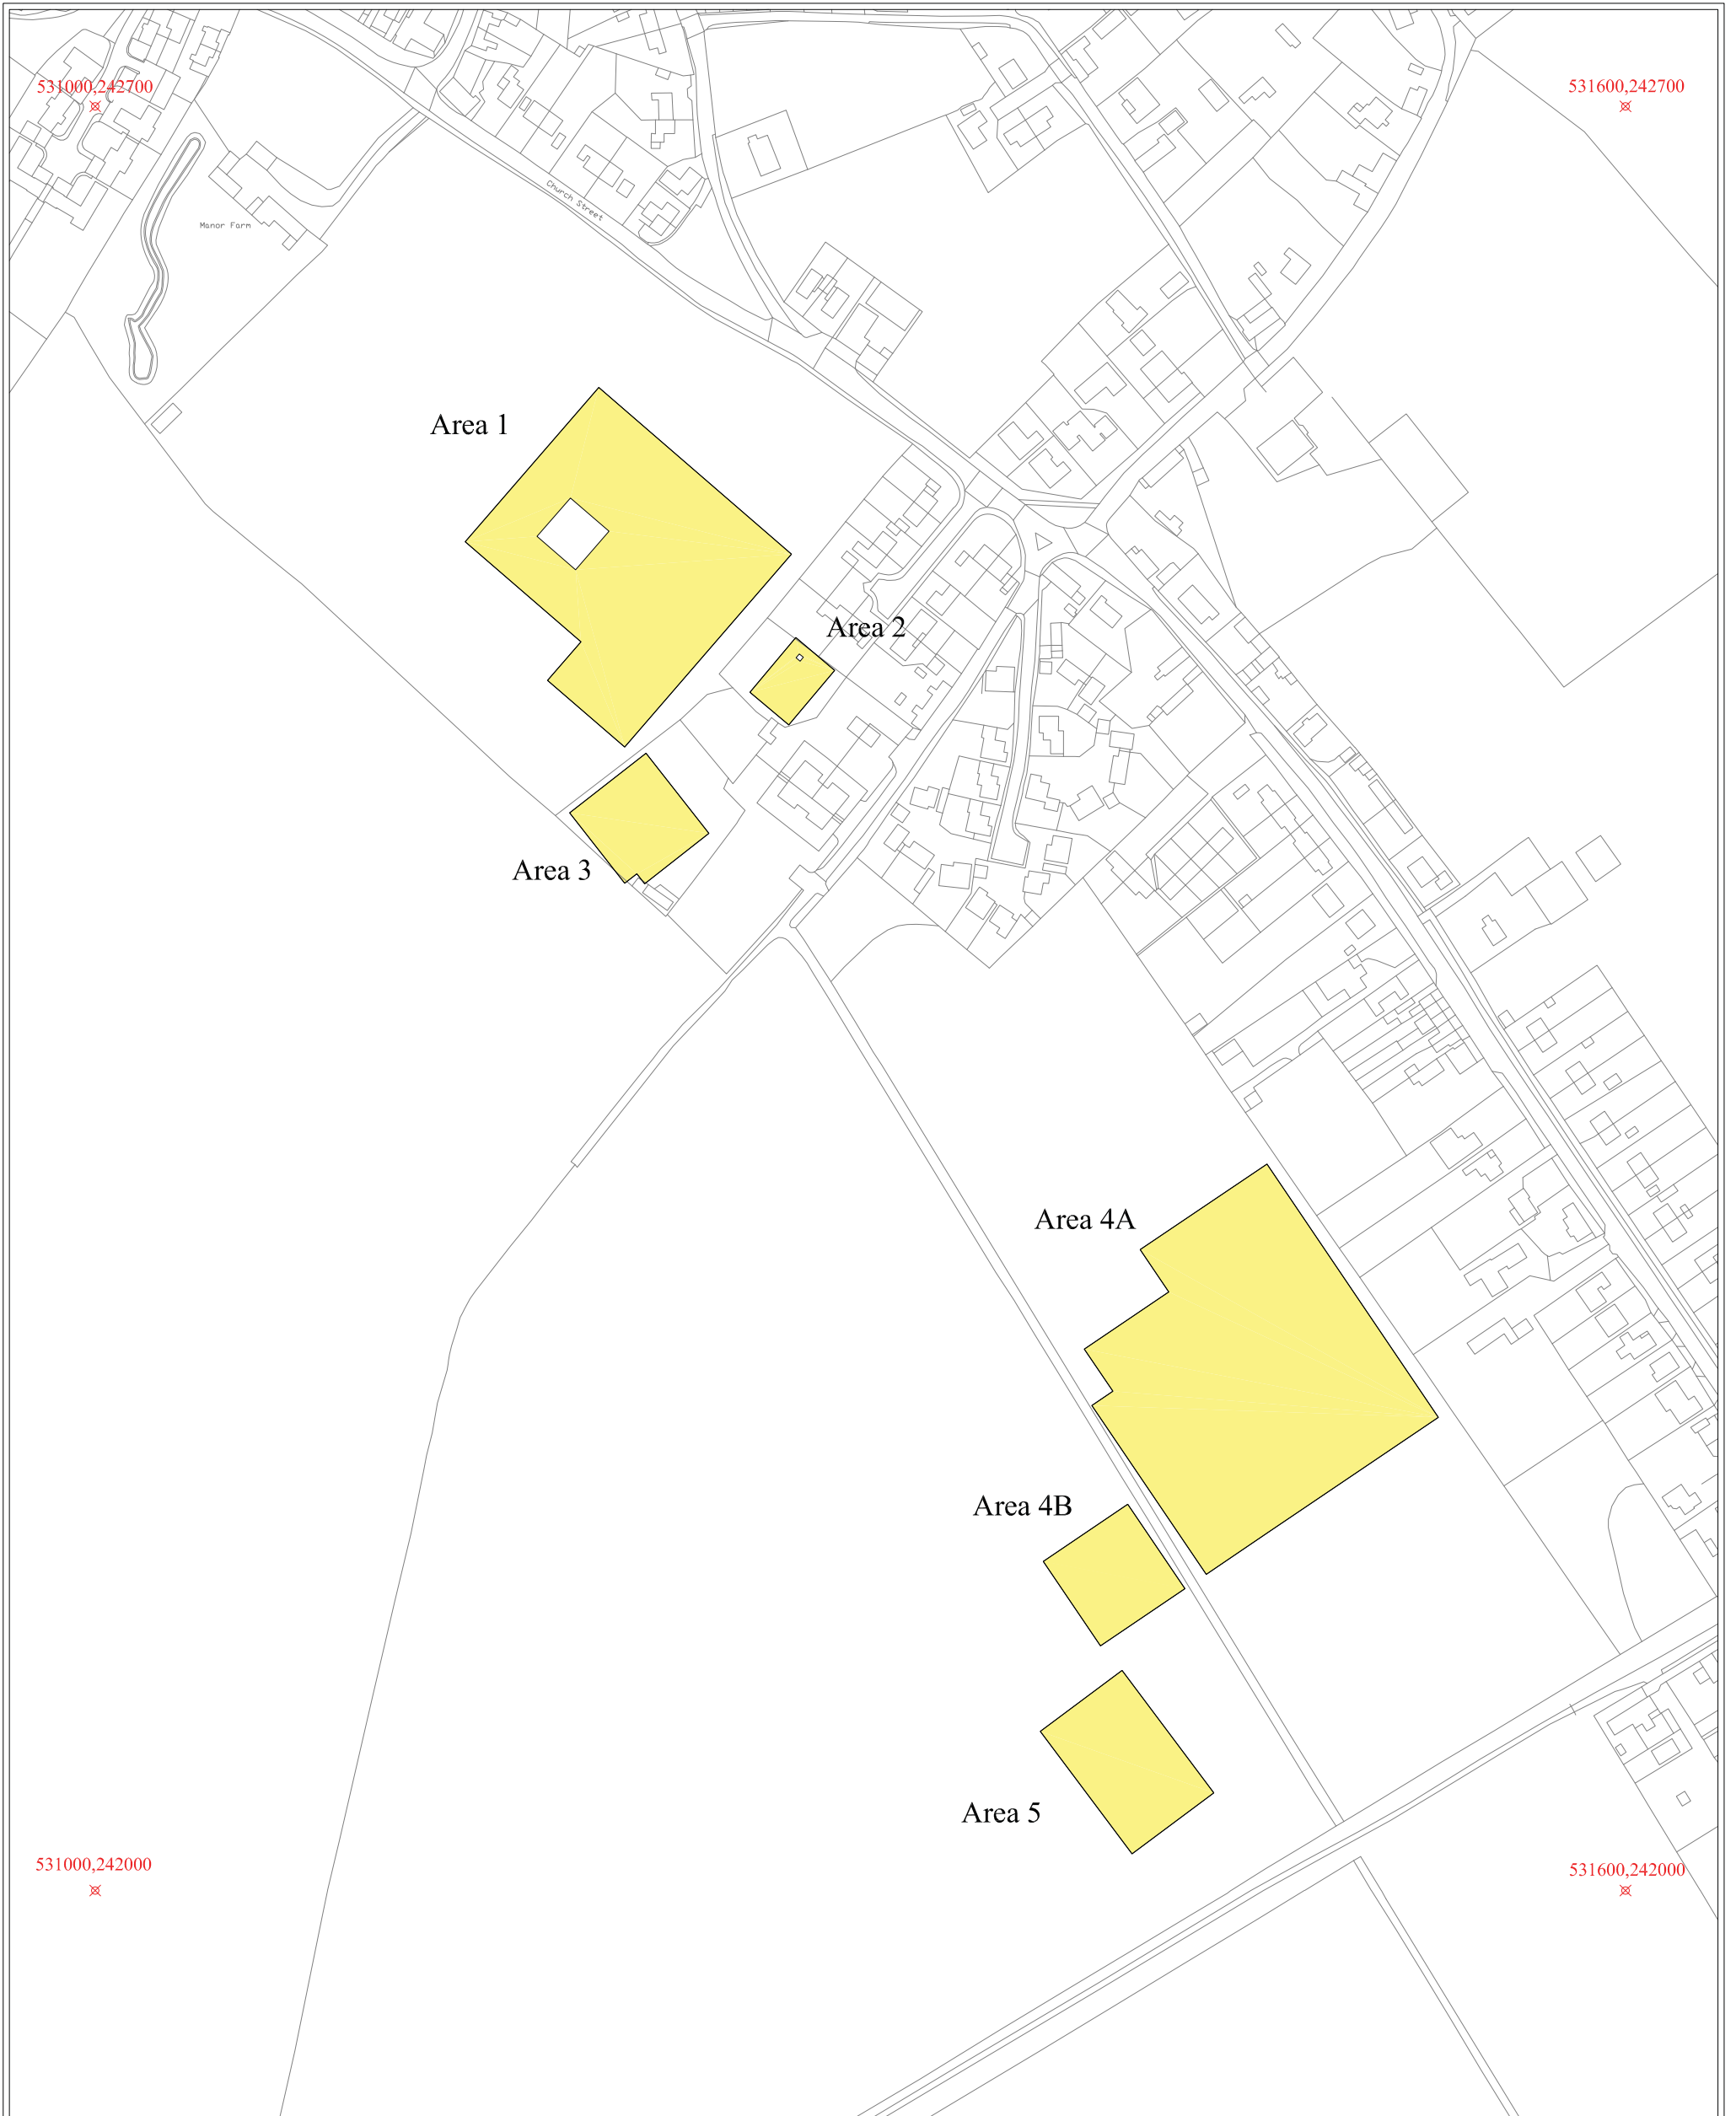 531000,242700
531600,242700
Church Street
Manor Farm
Area 1
Area 2
Area 3
Area 4A
Area 4B
Area 5
531000,242000
531600,242000